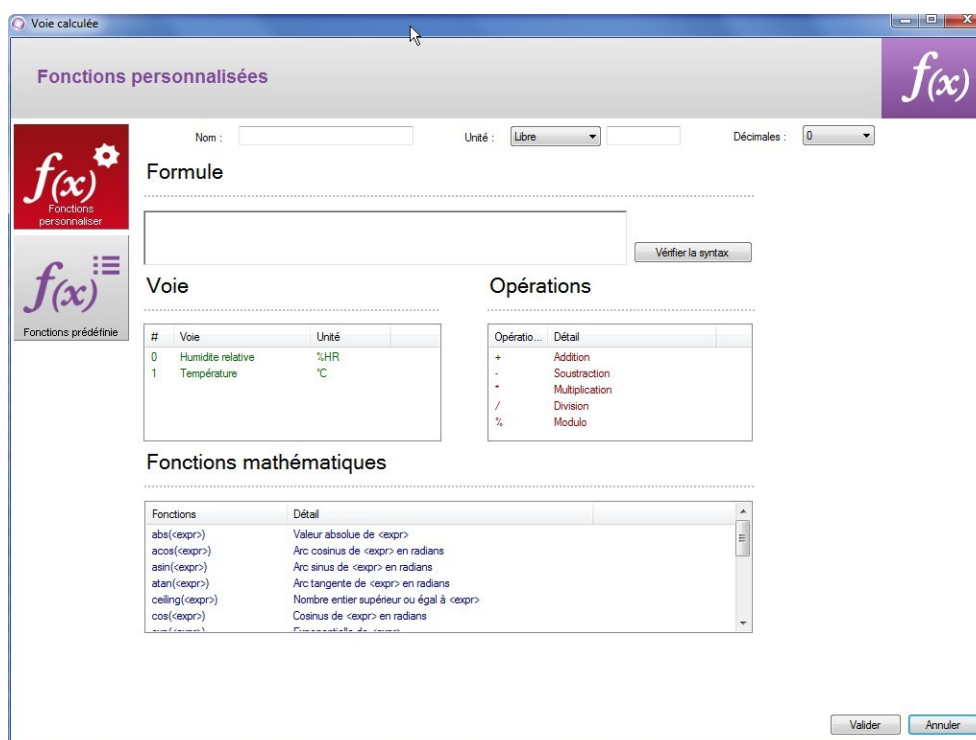 Voie calculée
Fonctions personnalisées
f(x)
f(x)
Fonctions
personnaliser
f(x)
Fonctions prédéfinie
Nom :
Unité : Libre
Décimales : 0
Formule
Vérifier la syntax
Voie
# Voie Unité
0 Humidite relative %HR
1 Température °C
Opérations
Opératio... Détail
+ Addition
- Soustraction
* Multiplication
/ Division
% Modulo
Fonctions mathématiques
Fonctions Détail
abs(<expr>) Valeur absolue de <expr>
acos(<expr>) Arc cosinus de <expr> en radians
asin(<expr>) Arc sinus de <expr> en radians
atan(<expr>) Arc tangente de <expr> en radians
ceiling(<expr>) Nombre entier supérieur ou égal à <expr>
cos(<expr>) Cosinus de <expr> en radians
Valider
Annuler